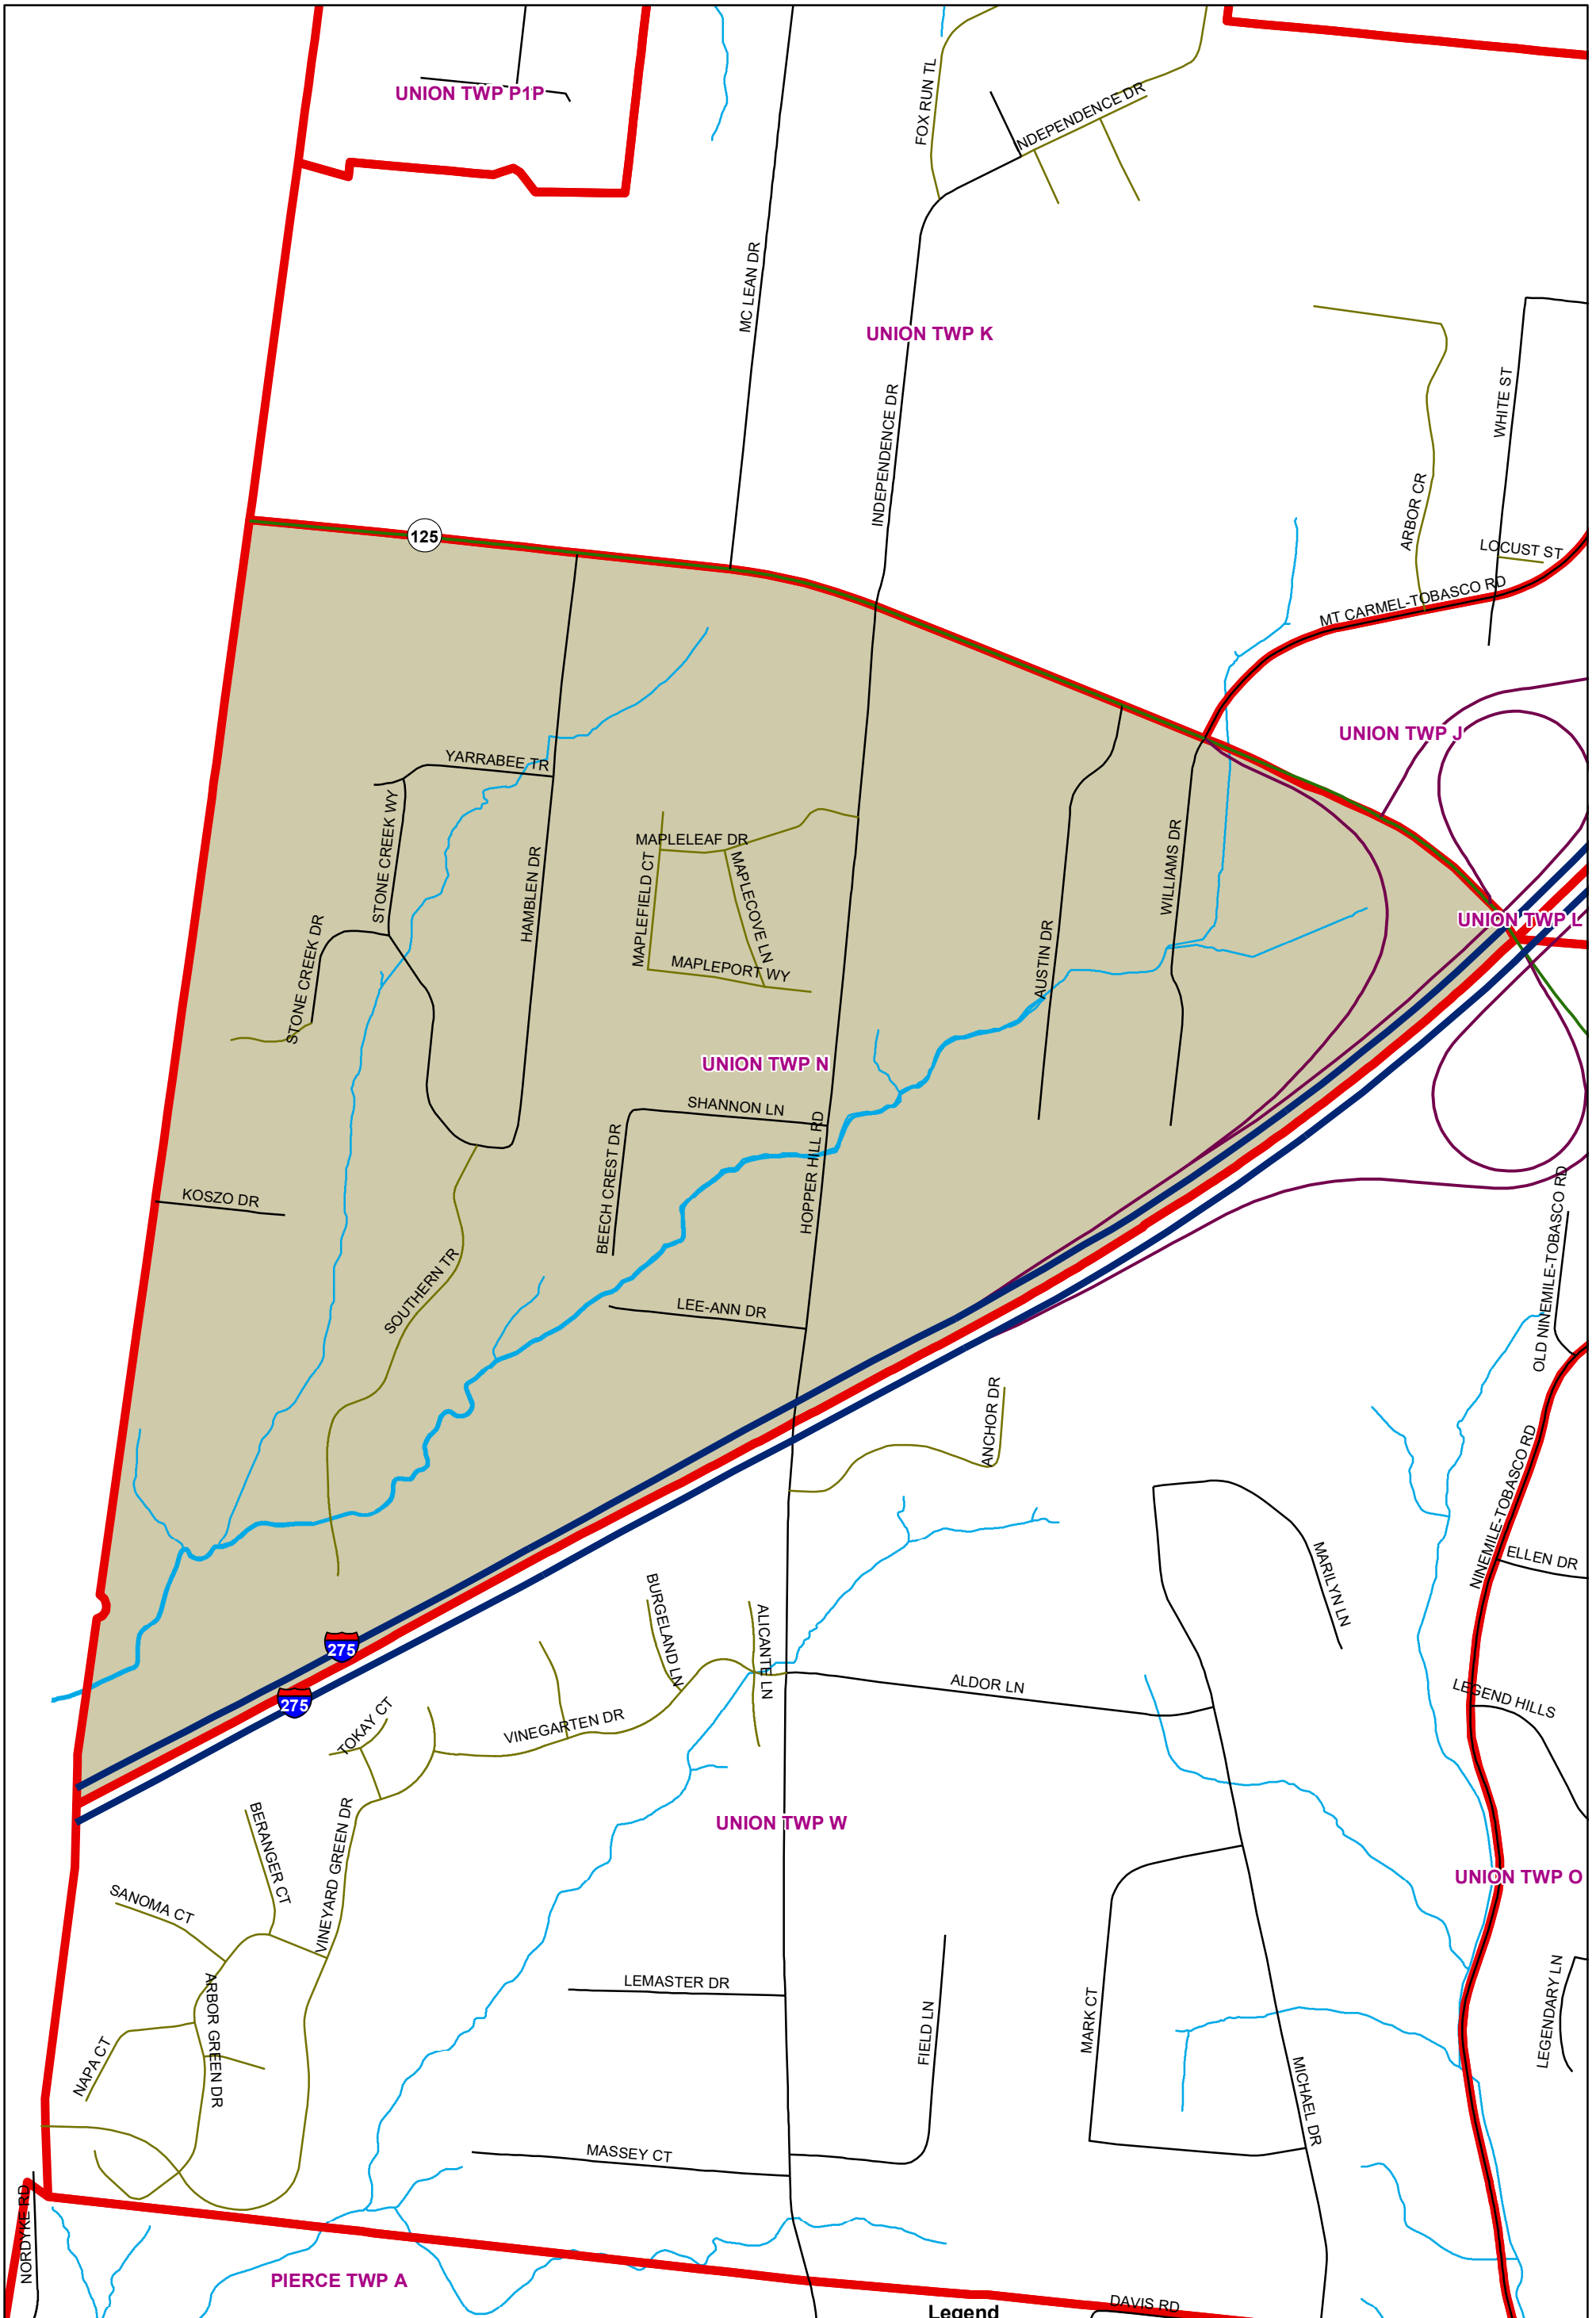 UNION TWP P1P
FOX RUN TL
NDEPENDENCE DR
MC LEAN DR
UNION TWP K
INDEPENDENCE DR
WHITE ST
ARBOR CR
LOCUST ST
125
MT CARMEL-TOBASCO RD
UNION TWP J
YARRABEE TR
STONE CREEK WY
HAMBLEN DR
MAPLELEAF DR
MAPLEFIELD CT
MAPLECOVE LN
MAPLEPORT WY
WILLIAMS DR
AUSTIN DR
STONE CREEK DR
UNION TWP L
UNION TWP N
SHANNON LN
BEECH CREST DR
HOPPER HILL RD
KOSZO DR
SOUTHERN TR
LEE-ANN DR
OLD NINEMILE-TOBASCO RD
ANCHOR DR
NINEMILE-TOBASCO RD
ELLEN DR
MARILYN LN
BURGELAND LN
ALICANTE LN
275
275
ALDOR LN
LEGEND HILLS
TOKAY CT
VINEGARTEN DR
BERANGER CT
VINEYARD GREEN DR
UNION TWP W
UNION TWP O
SANOMA CT
ARBOR GREEN DR
NAPA CT
LEMASTER DR
FIELD LN
MARK CT
LEGENDARY LN
MICHAEL DR
MASSEY CT
NORDYKE RD
PIERCE TWP A
DAVIS RD
Legend